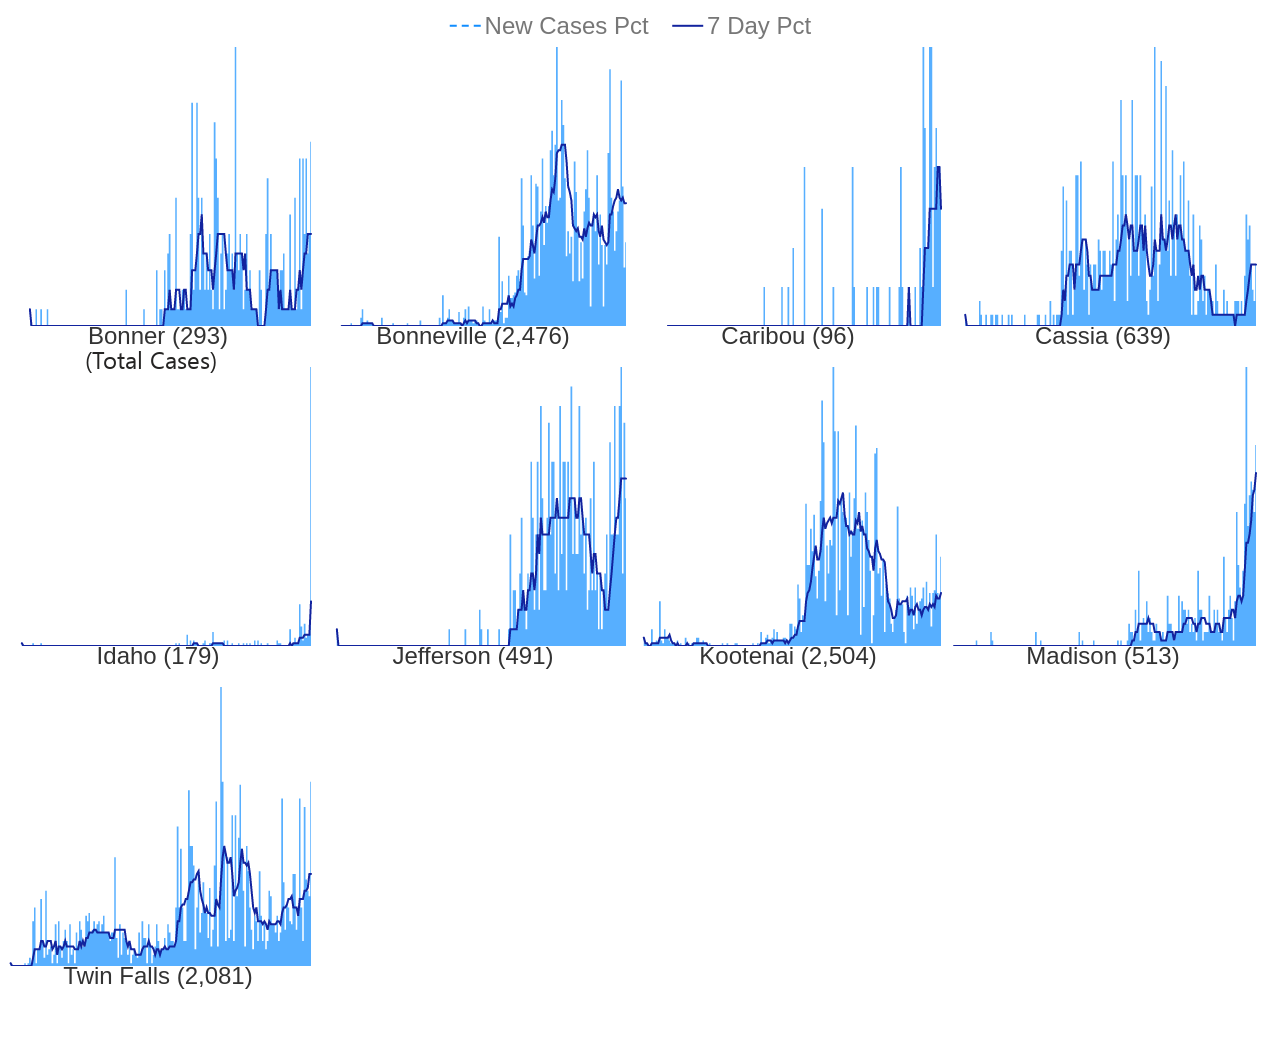 New Cases Pct 7 Day Pct
Bonner (293) Bonneville (2,476) Caribou (96) Cassia (639)
(Total Cases)
Idaho (179) Jefferson (491) Kootenai (2,504) Madison (513)
Twin Falls (2,081)